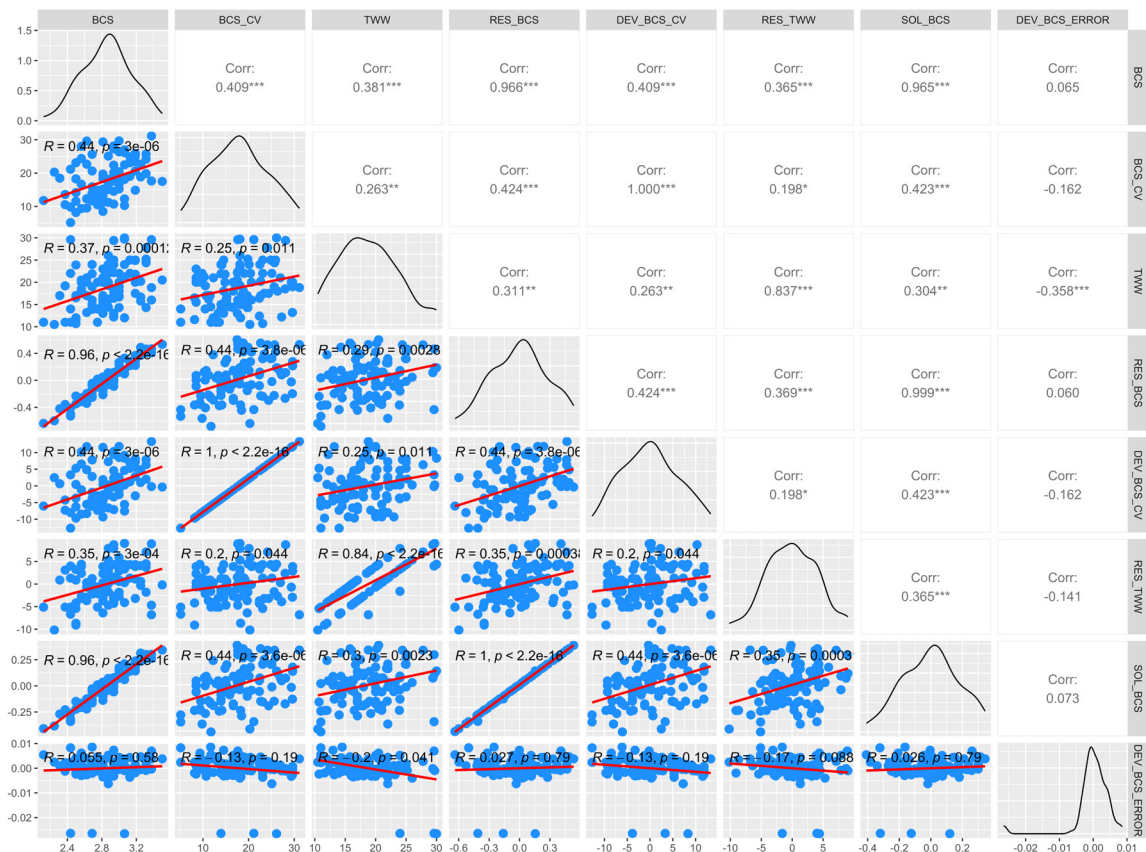 BCS BCS_CV TWW RES_BCS DEV_BCS_CV RES_TWW SOL_BCS DEV_BCS_ERROR
1.5
1.0
0.5
0.0
Corr: Corr: Corr: Corr: Corr: Corr: Corr:
0.409*** 0.381*** 0.966*** 0.409*** 0.365*** 0.965*** 0.065
BCS
30
20
10
R = 0.44, p = 3e-06
Corr: Corr: Corr: Corr: Corr: Corr:
0.263** 0.424*** 1.000*** 0.198* 0.423*** -0.162
BCS_CV
30
25
20
15
10
R = 0.37, p = 0.00012 R = 0.25, p = 0.011
Corr: Corr: Corr: Corr: Corr:
0.311** 0.263** 0.837*** 0.304** -0.358***
TWW
0.4
0.0
-0.4
R = 0.96, p < 2.2e-16 R = 0.44, p = 3.8e-06 R = 0.29, p = 0.0028
Corr: Corr: Corr: Corr:
0.424*** 0.369*** 0.999*** 0.060
RES_BCS
10
5
0
-5
-10
R = 0.44, p = 3e-06 R = 1, p < 2.2e-16 R = 0.25, p = 0.011 R = 0.44, p = 3.8e-06
Corr: Corr: Corr:
0.198* 0.423*** -0.162
DEV_BCS_CV
5
0
-5
-10
R = 0.35, p = 3e-04 R = 0.2, p = 0.044 R = 0.84, p < 2.2e-16 R = 0.35, p = 0.00038 R = 0.2, p = 0.044
Corr: Corr:
0.365*** -0.141
RES_TWW
0.25
0.00
-0.25
R = 0.96, p < 2.2e-16 R = 0.44, p = 3.6e-06 R = 0.3, p = 0.0023 R = 1, p < 2.2e-16 R = 0.44, p = 3.6e-06 R = 0.35, p = 0.0003
Corr:
0.073
SOL_BCS
0.01
0.00
-0.01
-0.02
R = 0.055, p = 0.58 R = −0.13, p = 0.19 R = −0.2, p = 0.041 R = 0.027, p = 0.79 R = −0.13, p = 0.19 R = −0.17, p = 0.088 R = 0.026, p = 0.79
DEV_BCS_ERROR
2.4 2.8 3.2 10 20 30 10 15 20 25 30 -0.6 -0.3 0.0 0.3 0.6 -10 -5 0 5 10 -10 -5 0 5 -0.4 -0.2 0.0 0.2 -0.02 -0.01 0.00 0.01